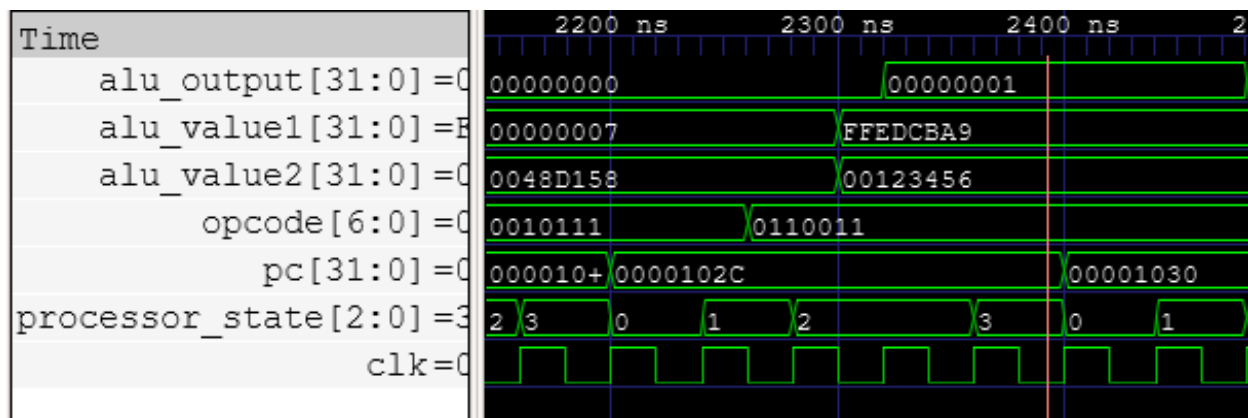 Time 2200 ns 2300 ns 2400 ns 2
alu_output[31:0]=0 00000000 00000001
alu_value1[31:0]=F 00000007 FFEDCBA9
alu_value2[31:0]=0 0048D158 00123456
opcode[6:0]=0 0010111 0110011
pc[31:0]=0 000010+ 0000102C 00001030
processor_state[2:0]=3 2 3 0 1 2 3 0 1
clk=0